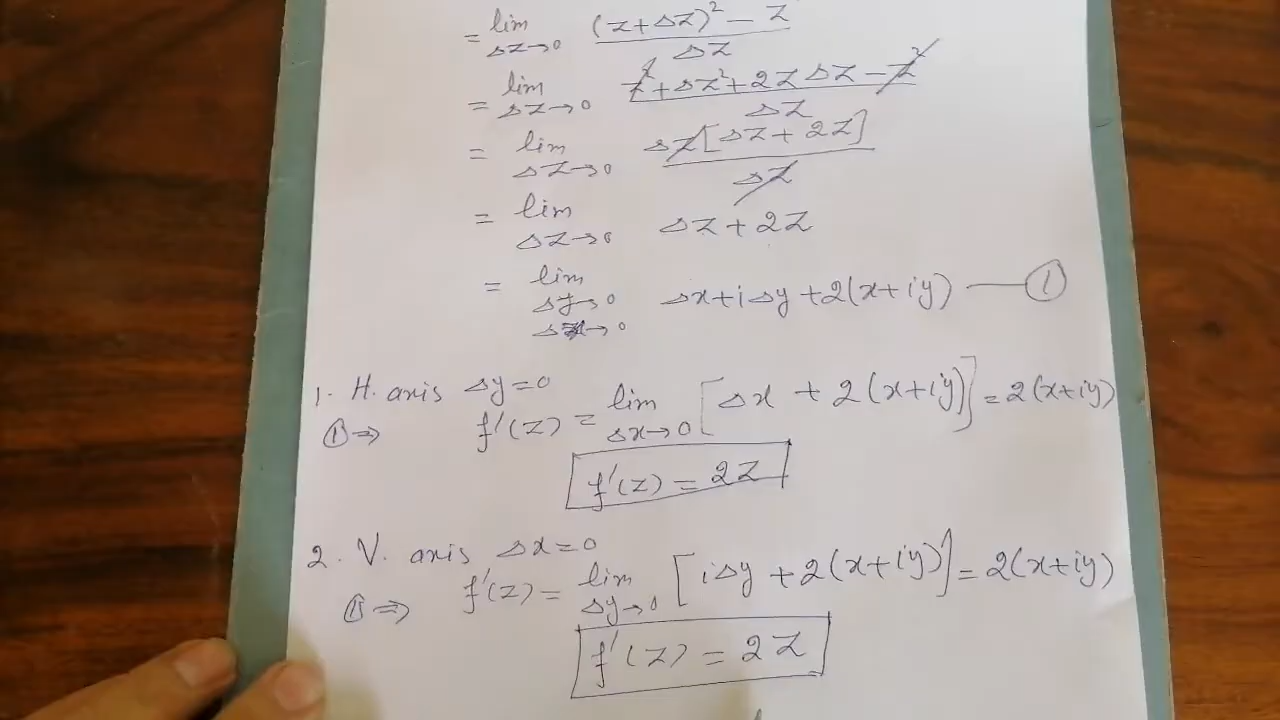 = lim Δz→0 (z+Δz)² − z / Δz
= lim Δz→0 z²+Δz²+2zΔz−z² / Δz
= lim Δz→0 Δz[Δz+2z] / Δz
= lim Δz→0 Δz+2z
= lim Δy→0 Δx→0 Δx+iΔy+2(x+iy) — ①
1. H. axis Δy=0
①⇒ f'(z) = lim Δx→0 [Δx + 2(x+iy)] = 2(x+iy)
f'(z) = 2z
2. V. axis Δx=0
①⇒ f'(z) = lim Δy→0 [iΔy+2(x+iy)] = 2(x+iy)
f'(z) = 2z